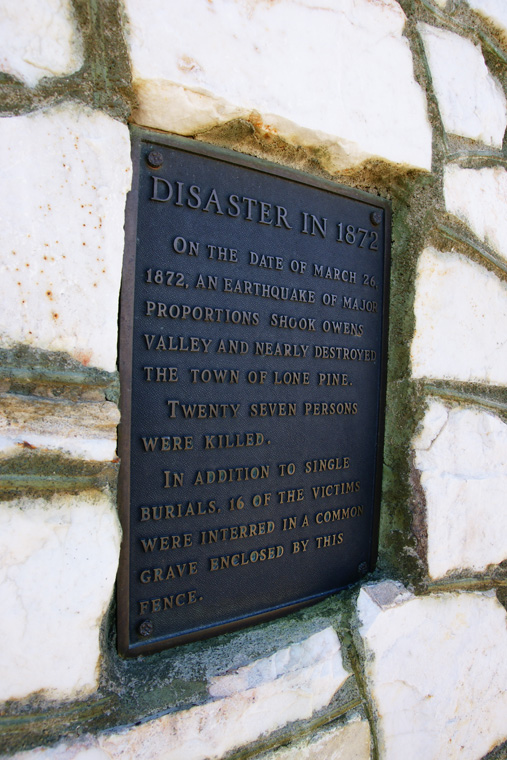 DISASTER IN 1872
ON THE DATE OF MARCH 26,
1872, AN EARTHQUAKE OF MAJOR
PROPORTIONS SHOOK OWENS
VALLEY AND NEARLY DESTROYED
THE TOWN OF LONE PINE.
TWENTY SEVEN PERSONS
WERE KILLED.
IN ADDITION TO SINGLE
BURIALS, 16 OF THE VICTIMS
WERE INTERRED IN A COMMON
GRAVE ENCLOSED BY THIS
FENCE.